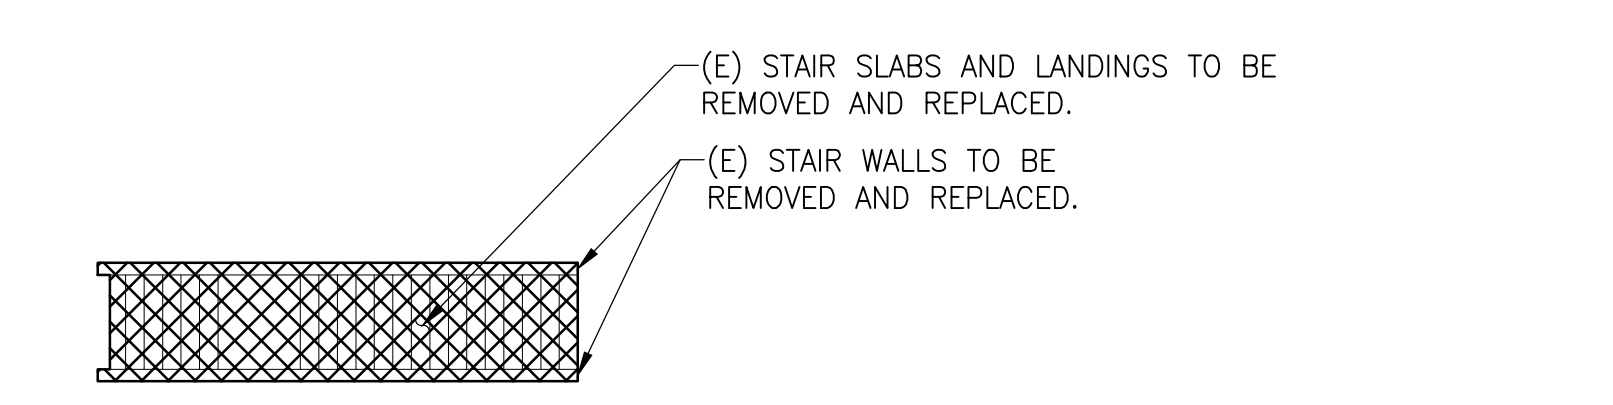 (E) STAIR SLABS AND LANDINGS TO BE
REMOVED AND REPLACED.
(E) STAIR WALLS TO BE
REMOVED AND REPLACED.